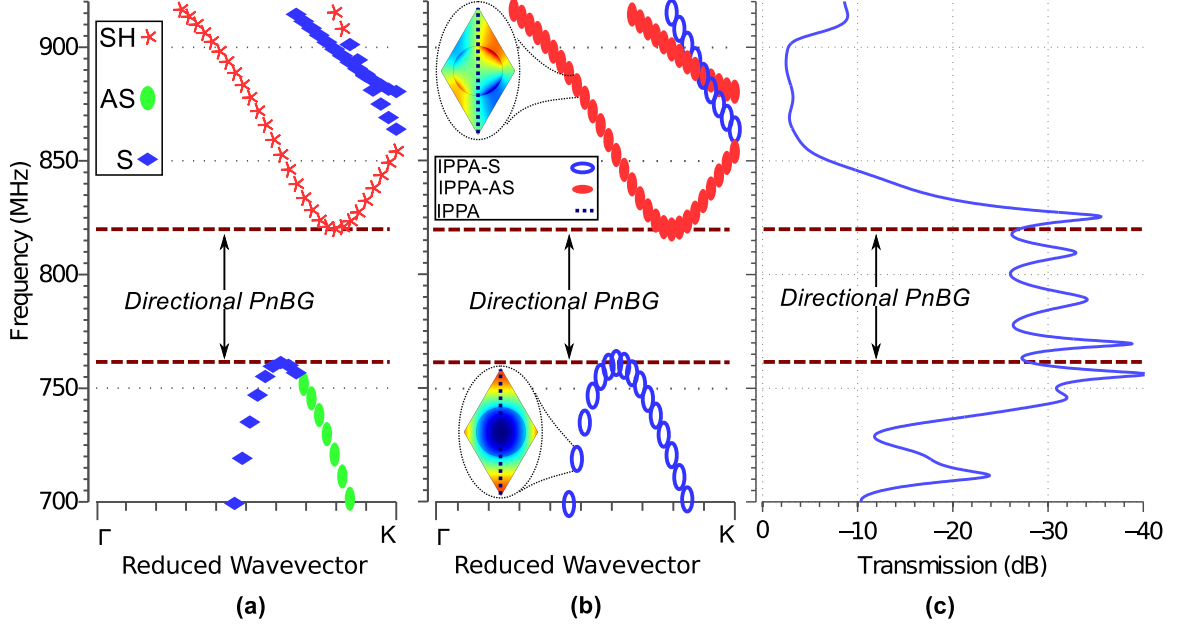 SH
AS
S
Frequency (MHz)
900
850
800
750
700
Directional PnBG
Γ
K
Reduced Wavevector
(a)
IPPA-S
IPPA-AS
IPPA
Directional PnBG
Γ
K
Reduced Wavevector
(b)
Directional PnBG
0
−10
−20
−30
−40
Transmission (dB)
(c)